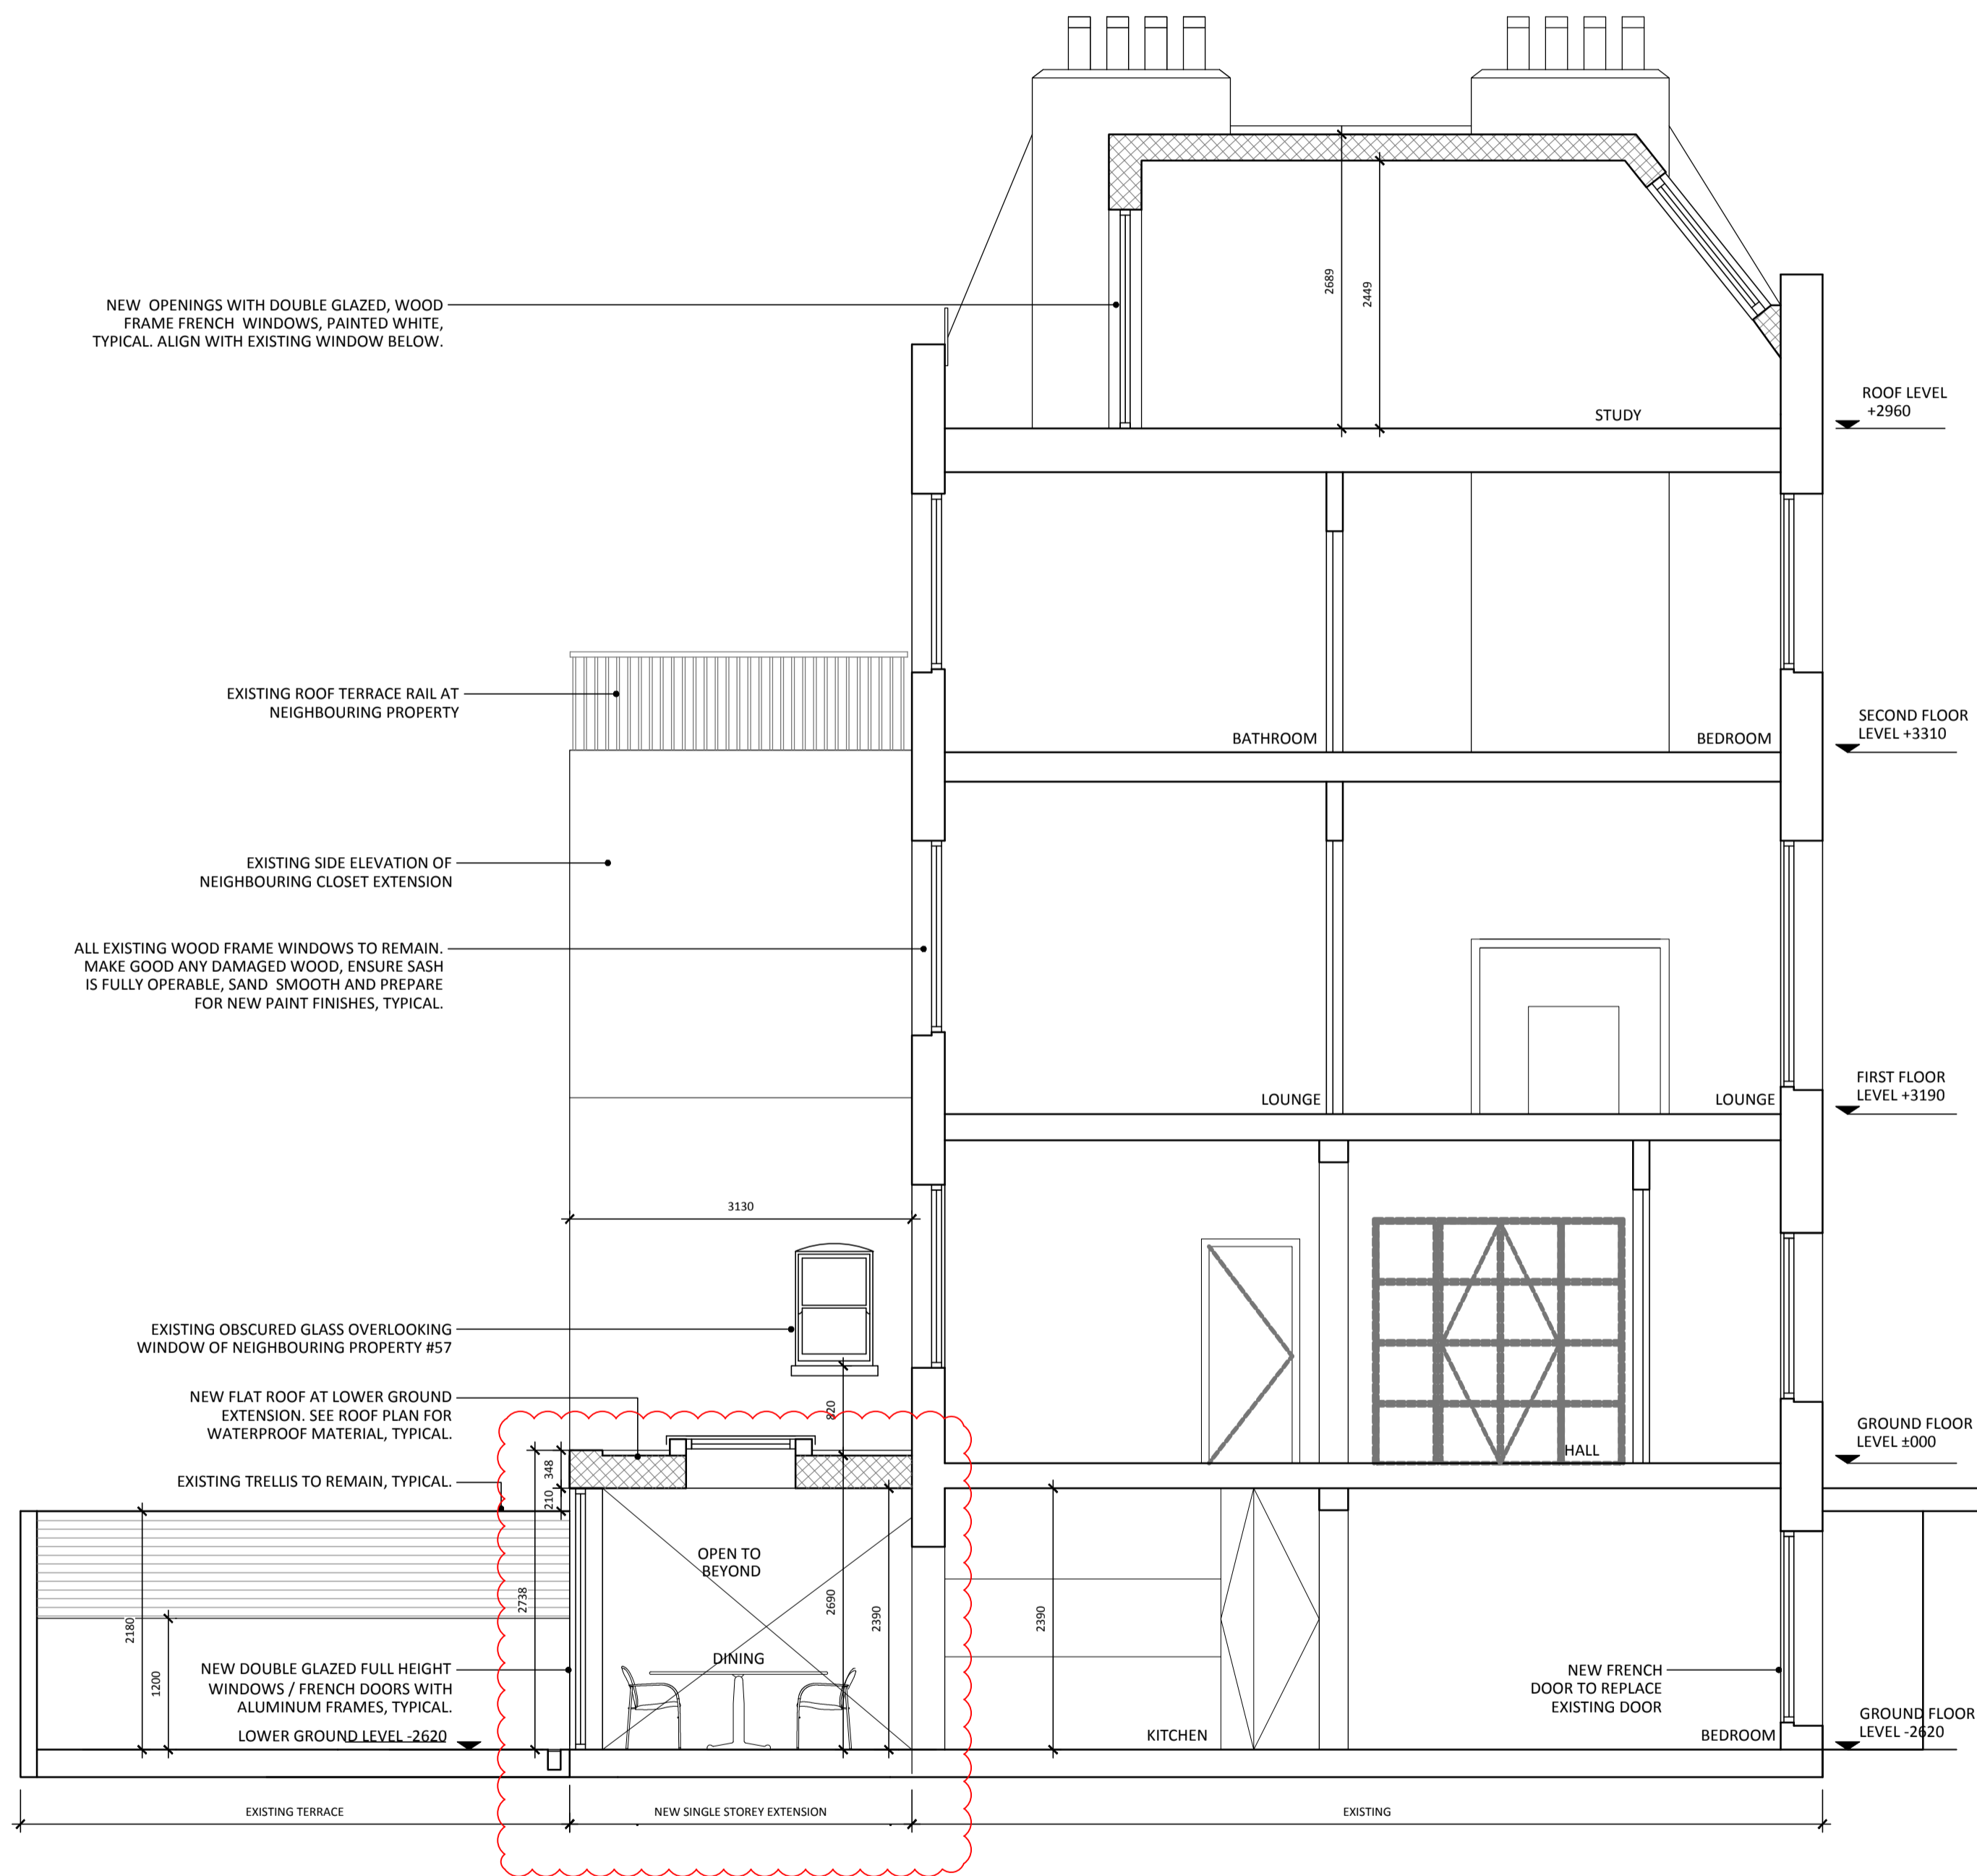 NEW OPENINGS WITH DOUBLE GLAZED, WOOD
FRAME FRENCH WINDOWS, PAINTED WHITE,
TYPICAL. ALIGN WITH EXISTING WINDOW BELOW.
2689
2449
STUDY
ROOF LEVEL
+2960
EXISTING ROOF TERRACE RAIL AT
NEIGHBOURING PROPERTY
BATHROOM
BEDROOM
SECOND FLOOR
LEVEL +3310
EXISTING SIDE ELEVATION OF
NEIGHBOURING CLOSET EXTENSION
ALL EXISTING WOOD FRAME WINDOWS TO REMAIN.
MAKE GOOD ANY DAMAGED WOOD, ENSURE SASH
IS FULLY OPERABLE, SAND SMOOTH AND PREPARE
FOR NEW PAINT FINISHES, TYPICAL.
LOUNGE
LOUNGE
FIRST FLOOR
LEVEL +3190
3130
EXISTING OBSCURED GLASS OVERLOOKING
WINDOW OF NEIGHBOURING PROPERTY #57
NEW FLAT ROOF AT LOWER GROUND
EXTENSION. SEE ROOF PLAN FOR
WATERPROOF MATERIAL, TYPICAL.
820
HALL
GROUND FLOOR
LEVEL ±000
EXISTING TRELLIS TO REMAIN, TYPICAL.
348
210
OPEN TO
BEYOND
2738
2180
1200
2690
2390
2390
DINING
NEW DOUBLE GLAZED FULL HEIGHT
WINDOWS / FRENCH DOORS WITH
ALUMINUM FRAMES, TYPICAL.
LOWER GROUND LEVEL -2620
KITCHEN
NEW FRENCH
DOOR TO REPLACE
EXISTING DOOR
BEDROOM
GROUND FLOOR
LEVEL -2620
EXISTING TERRACE
NEW SINGLE STOREY EXTENSION
EXISTING